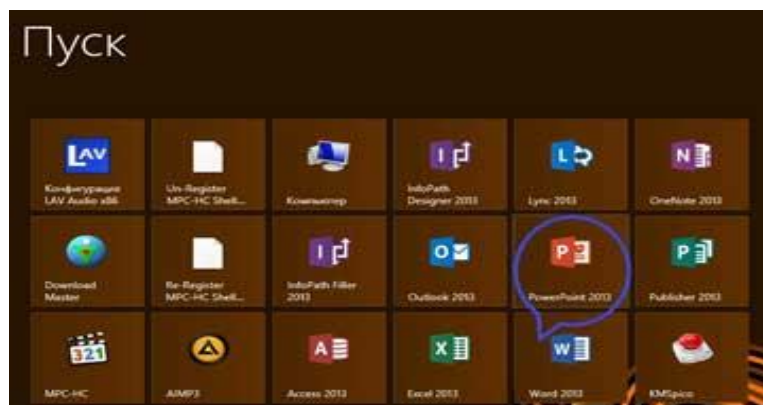 Пуск
LAV
Конфигурация
LAV Audio x86
Un-Register
MPC-HC Shell...
Компьютер
InfoPath
Designer 2013
Lync 2013
OneNote 2013
Download
Master
Re-Register
MPC-HC Shell...
InfoPath Filler
2013
Outlook 2013
PowerPoint 2013
Publisher 2013
321
MPC-HC
AIMP3
Access 2013
Excel 2013
Word 2013
KMSpico